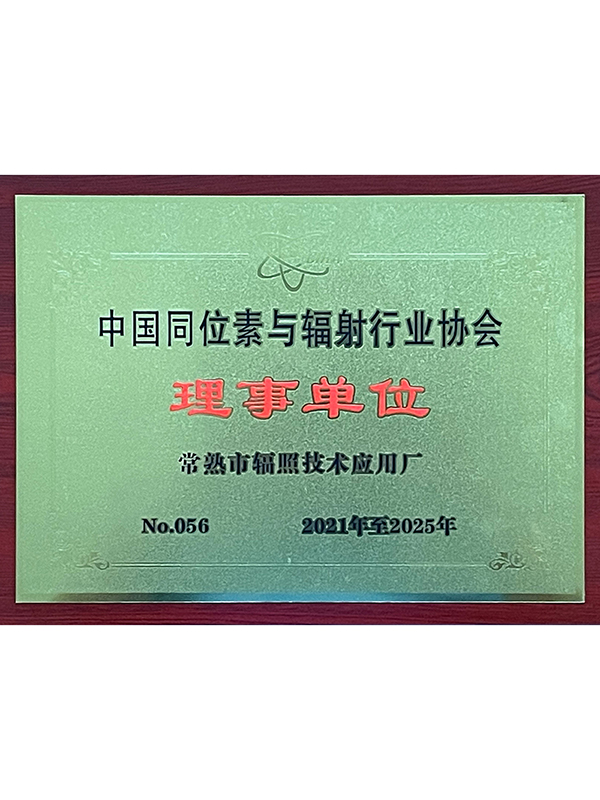 中国同位素与辐射行业协会
理事单位
常熟市辐照技术应用厂
No.056 2021年至2025年